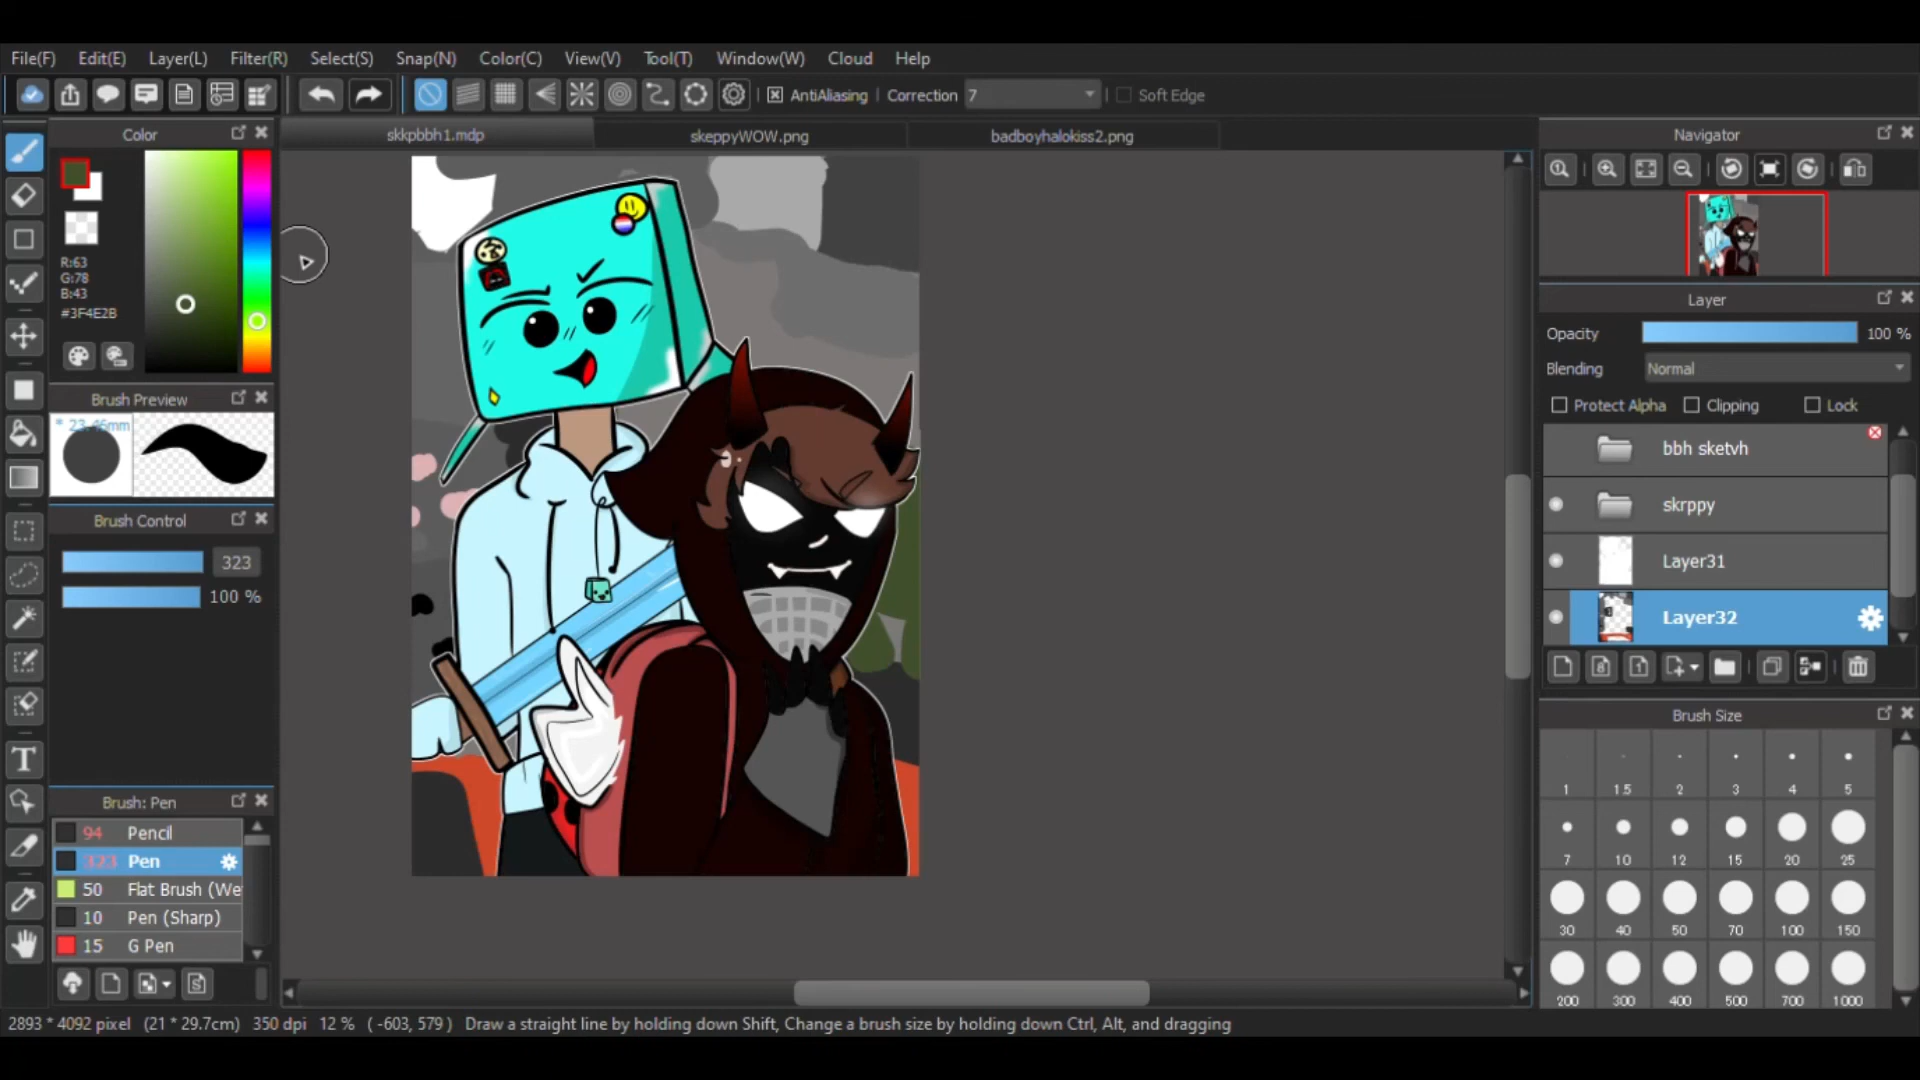 File(F) Edit(E) Layer(L) Filter(R) Select(S) Snap(N) Color(C) View(V) Tool(T) Window(W) Cloud Help
AntiAliasing Correction 7 Soft Edge
Color
skkpbbh1.mdp skeppyWOW.png badboyhalokiss2.png
Navigator
R:63
G:78
B:43
#3F4E2B
Layer
Opacity 100 %
Blending Normal
Protect Alpha Clipping Lock
Brush Preview
* 23.46mm
bbh sketvh
skrppy
Layer31
Layer32
Brush Control
323
100 %
Brush Size
1 1.5 2 3 4 5
7 10 12 15 20 25
30 40 50 70 100 150
200 300 400 500 700 1000
Brush: Pen
94 Pencil
323 Pen
50 Flat Brush (We
10 Pen (Sharp)
15 G Pen
2893 * 4092 pixel (21 * 29.7cm) 350 dpi 12 % ( -603, 579 ) Draw a straight line by holding down Shift, Change a brush size by holding down Ctrl, Alt, and dragging